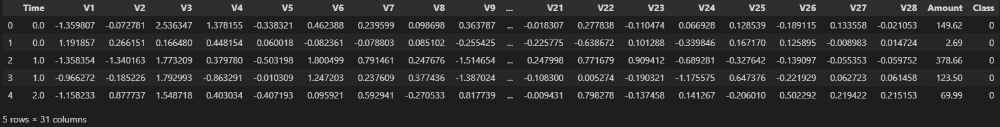 Time V1 V2 V3 V4 V5 V6 V7 V8 V9 ... V21 V22 V23 V24 V25 V26 V27 V28 Amount Class
0 0.0 -1.359807 -0.072781 2.536347 1.378155 -0.338321 0.462388 0.239599 0.098698 0.363787 ... -0.018307 0.277838 -0.110474 0.066928 0.128539 -0.189115 0.133558 -0.021053 149.62 0
1 0.0 1.191857 0.266151 0.166480 0.448154 0.060018 -0.082361 -0.078803 0.085102 -0.255425 ... -0.225775 -0.638672 0.101288 -0.339846 0.167170 0.125895 -0.008983 0.014724 2.69 0
2 1.0 -1.358354 -1.340163 1.773209 0.379780 -0.503198 1.800499 0.791461 0.247676 -1.514654 ... 0.247998 0.771679 0.909412 -0.689281 -0.327642 -0.139097 -0.055353 -0.059752 378.66 0
3 1.0 -0.966272 -0.185226 1.792993 -0.863291 -0.010309 1.247203 0.237609 0.377436 -1.387024 ... -0.108300 0.005274 -0.190321 -1.175575 0.647376 -0.221929 0.062723 0.061458 123.50 0
4 2.0 -1.158233 0.877737 1.548718 0.403034 -0.407193 0.095921 0.592941 -0.270533 0.817739 ... -0.009431 0.798278 -0.137458 0.141267 -0.206010 0.502292 0.219422 0.215153 69.99 0
5 rows × 31 columns